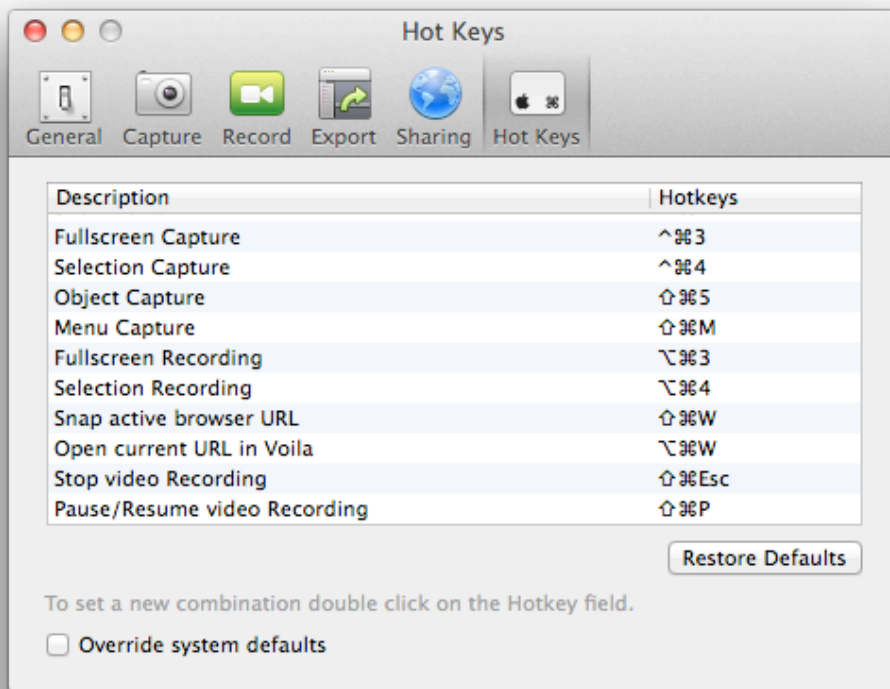 Hot Keys
General Capture Record Export Sharing Hot Keys
Description Hotkeys
Fullscreen Capture ^⌘3
Selection Capture ^⌘4
Object Capture ⇧⌘5
Menu Capture ⇧⌘M
Fullscreen Recording ⌥⌘3
Selection Recording ⌥⌘4
Snap active browser URL ⇧⌘W
Open current URL in Voila ⌥⌘W
Stop video Recording ⇧⌘Esc
Pause/Resume video Recording ⇧⌘P
Restore Defaults
To set a new combination double click on the Hotkey field.
Override system defaults